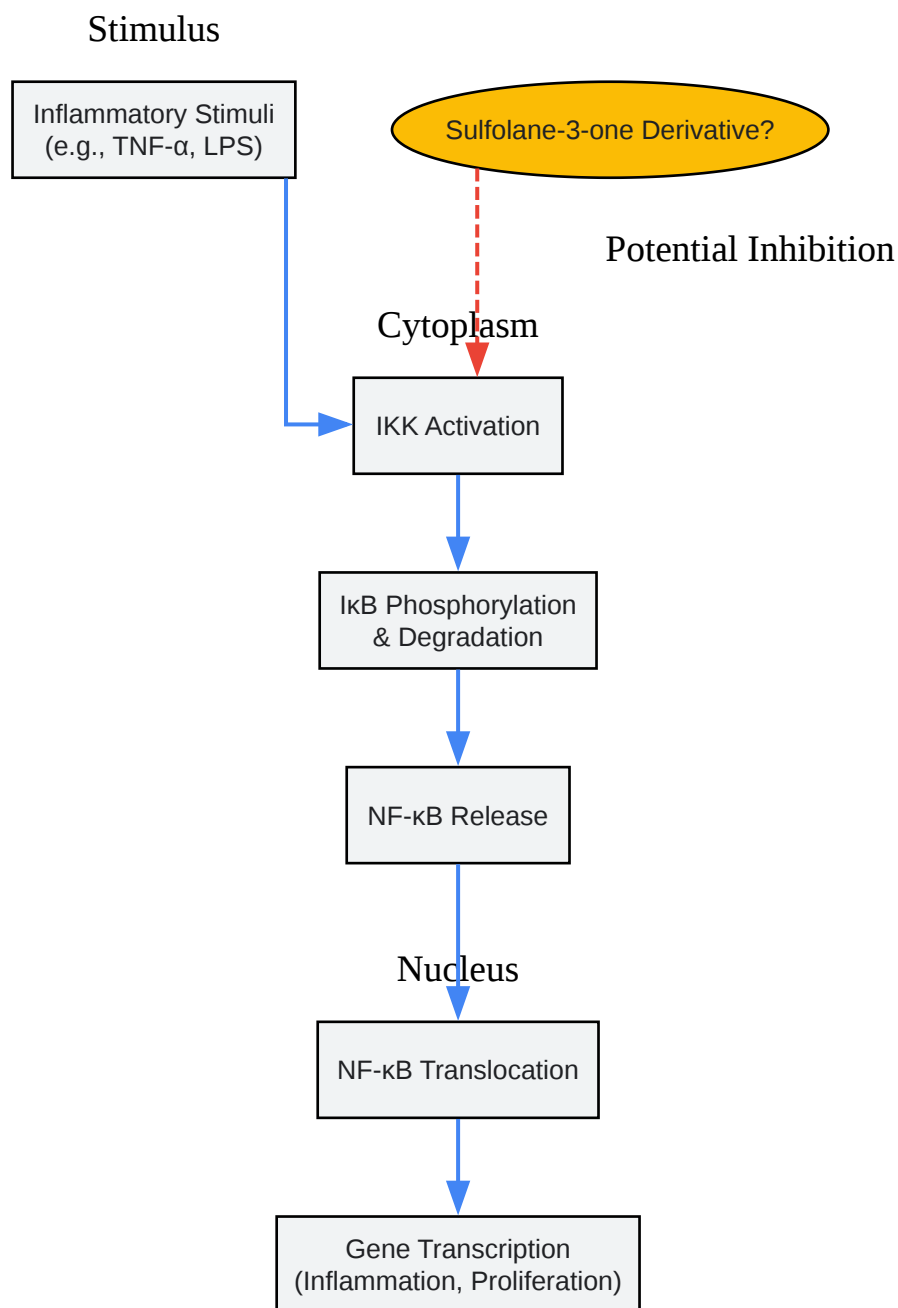 Stimulus
Inflammatory Stimuli
(e.g., TNF-α, LPS)
Sulfolane-3-one Derivative?
Potential Inhibition
Cytoplasm
IKK Activation
IκB Phosphorylation
& Degradation
NF-κB Release
Nucleus
NF-κB Translocation
Gene Transcription
(Inflammation, Proliferation)